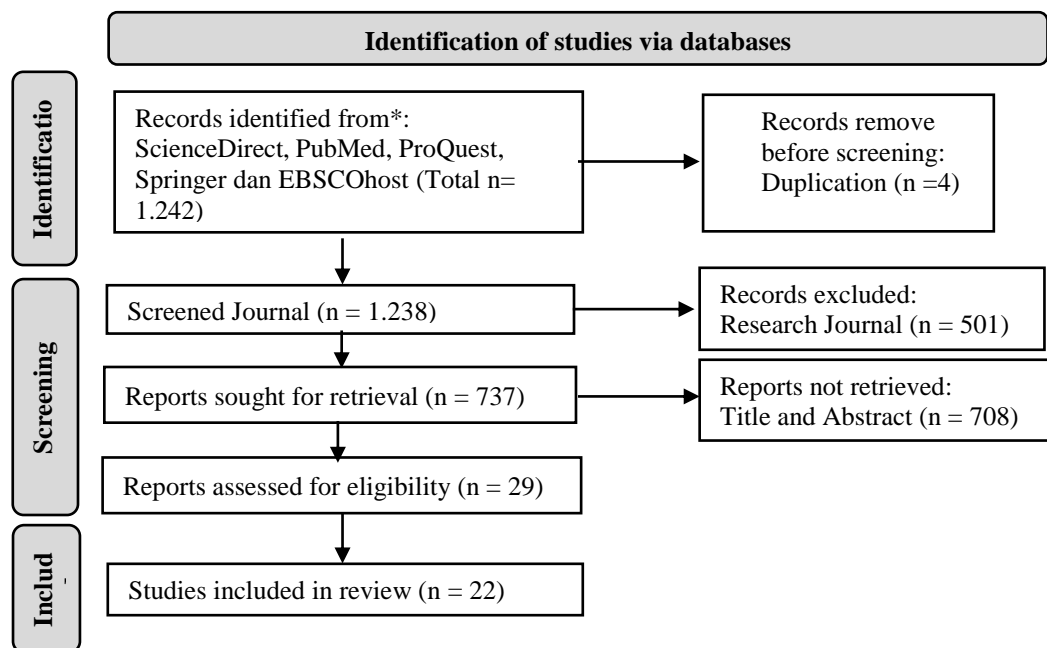 Identification of studies via databases
Identificatio
Records identified from*:
ScienceDirect, PubMed, ProQuest,
Springer dan EBSCOhost (Total n=
1.242)
Records remove
before screening:
Duplication (n =4)
Screening
Screened Journal (n = 1.238)
Records excluded:
Research Journal (n = 501)
Reports sought for retrieval (n = 737)
Reports not retrieved:
Title and Abstract (n = 708)
Reports assessed for eligibility (n = 29)
Includ
Studies included in review (n = 22)